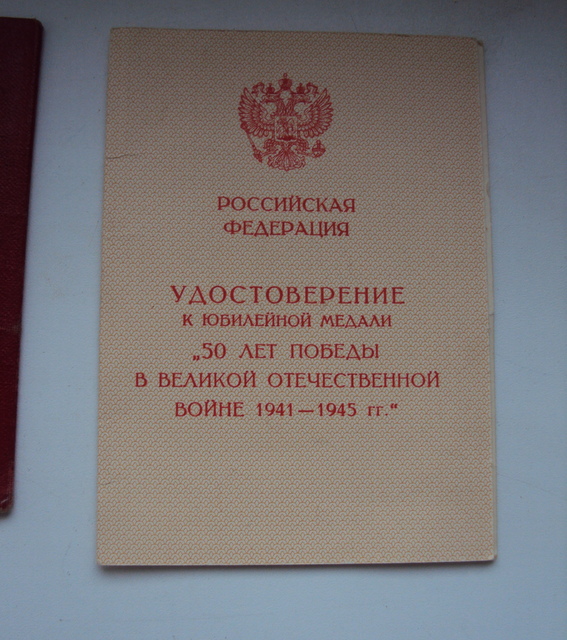 РОССИЙСКАЯ
ФЕДЕРАЦИЯ
УДОСТОВЕРЕНИЕ
К ЮБИЛЕЙНОЙ МЕДАЛИ
„50 ЛЕТ ПОБЕДЫ
В ВЕЛИКОЙ ОТЕЧЕСТВЕННОЙ
ВОЙНЕ 1941—1945 гг.“